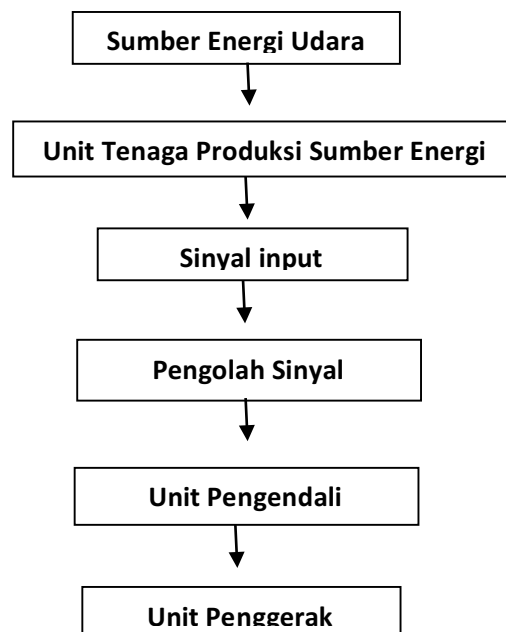 Sumber Energi Udara
Unit Tenaga Produksi Sumber Energi
Sinyal input
Pengolah Sinyal
Unit Pengendali
Unit Penggerak